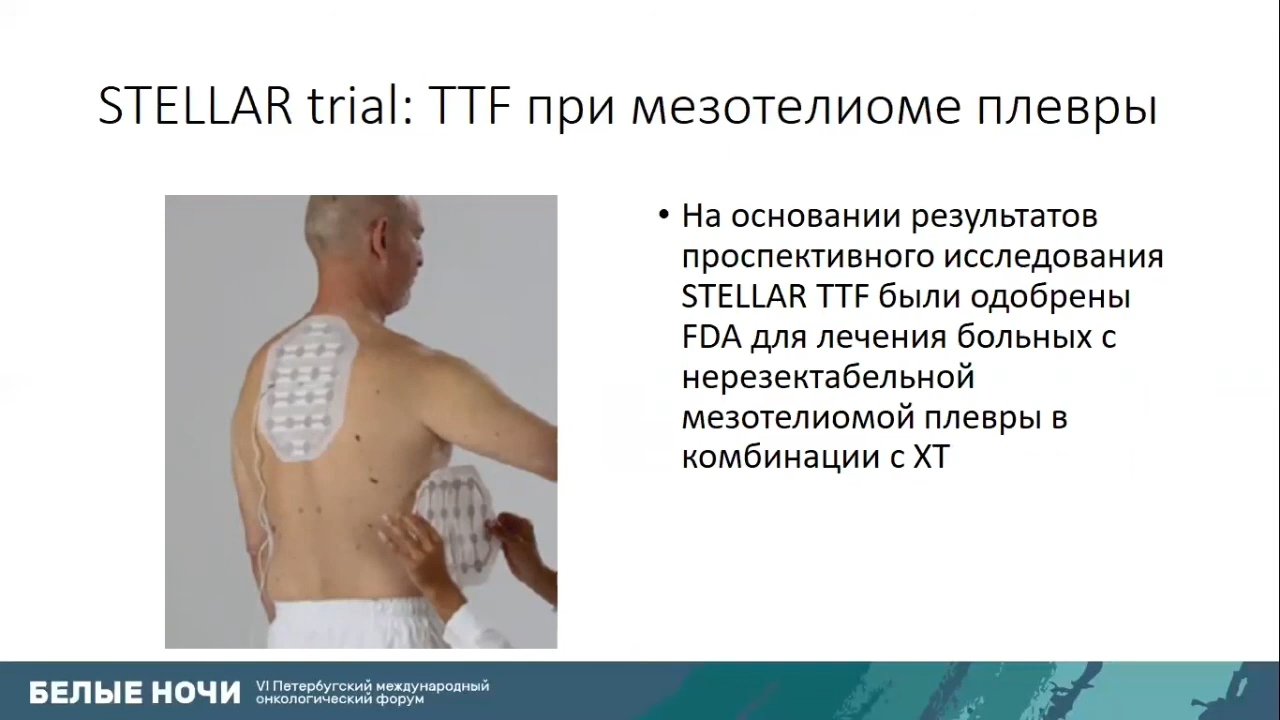 STELLAR trial: TTF при мезотелиоме плевры
• На основании результатов
проспективного исследования
STELLAR TTF были одобрены
FDA для лечения больных с
нерезектабельной
мезотелиомой плевры в
комбинации с ХТ
БЕЛЫЕ НОЧИ
VI Петербургский международный
онкологический форум